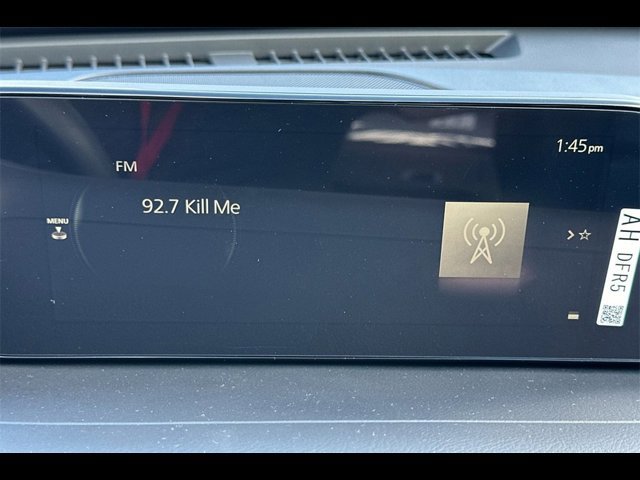 1:45pm
FM
92.7 Kill Me
MENU
AH DFR5